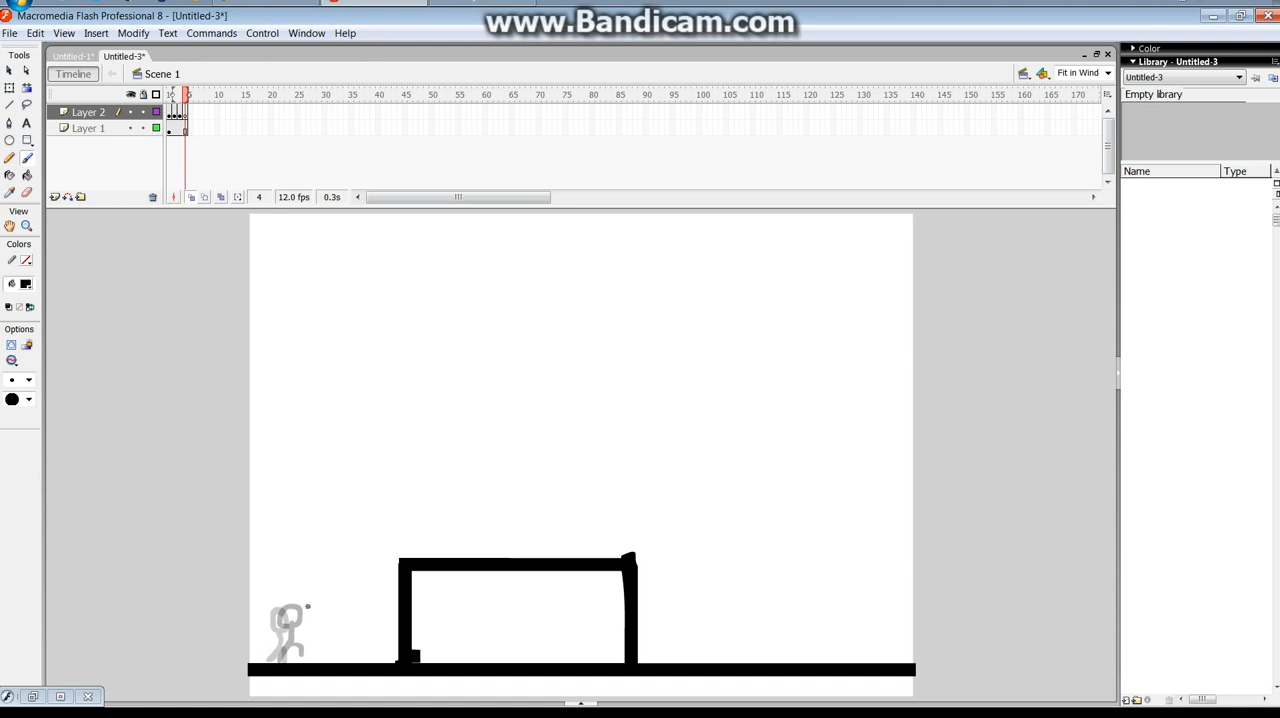 www.Bandicam.com
Macromedia Flash Professional 8 - [Untitled-3*]
File Edit View Insert Modify Text Commands Control Window Help
Tools
Untitled-1* Untitled-3*
Timeline Scene 1 Fit in Wind
10 15 20 25 30 35 40 45 50 55 60 65 70 75 80 85 90 95 100 105 110 115 120 125 130 135 140 145 150 155 160 165 170
Layer 2
Layer 1
4 12.0 fps 0.3s
View
Colors
Options
Color
Library - Untitled-3
Untitled-3
Empty library
Name Type